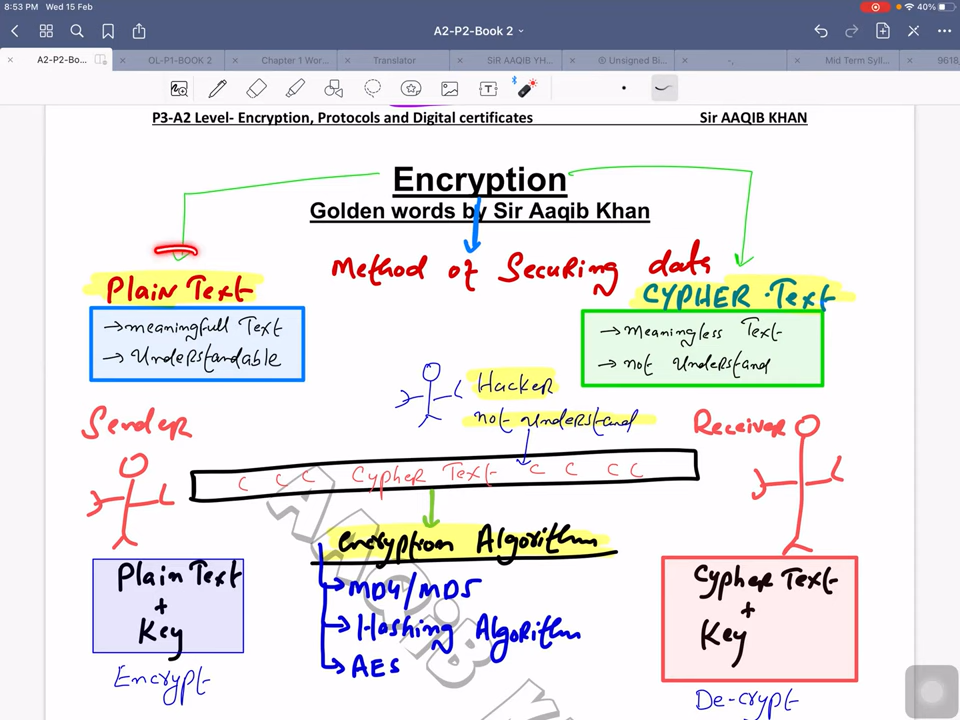 8:53 PM Wed 15 Feb
40%
A2-P2-Book 2
A2-P2-Bo...
OL-P1-BOOK 2
Chapter 1 Wor...
Translator
SIR AAQIB YH...
① Unsigned Bi...
Mid Term Syll...
9618
P3-A2 Level- Encryption, Protocols and Digital certificates
Sir AAQIB KHAN
Encryption
Golden words by Sir Aaqib Khan
Method of Securing data
Plain Text
CYPHER Text
→meaningfull Text
→ Understandable
→ Meaningless Text
→ not Understand
Hacker
not Understand
Sender
Receiver
C C C Cypher Text C C C C
Encryption Algorithm
Plain Text
+
Key
Encrypt
→MD4/MD5
→Hashing Algorithm
→AES
Cypher Text
+
Key
De-crypt
AAQIB K